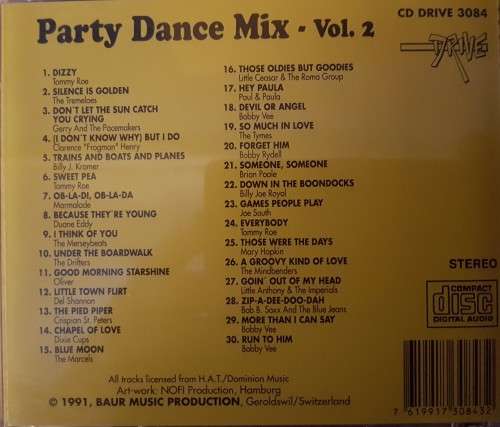 Party Dance Mix - Vol. 2
CD DRIVE 3084
DRIVE
1. DIZZY
Tommy Roe
2. SILENCE IS GOLDEN
The Tremeloes
3. DON'T LET THE SUN CATCH
YOU CRYING
Gerry And The Pacemakers
4. (I DON'T KNOW WHY) BUT I DO
Clarence "Fragman" Henry
5. TRAINS AND BOATS AND PLANES
Billy J. Kramer
6. SWEET PEA
Tommy Roe
7. OB-LA-DI, OB-LA-DA
Marmalade
8. BECAUSE THEY'RE YOUNG
Duane Eddy
9. I THINK OF YOU
The Merseybeats
10. UNDER THE BOARDWALK
The Drifters
11. GOOD MORNING STARSHINE
Oliver
12. LITTLE TOWN FLIRT
Del Shannon
13. THE PIED PIPER
Crispian St. Peters
14. CHAPEL OF LOVE
Dixie Cups
15. BLUE MOON
The Marcels
16. THOSE OLDIES BUT GOODIES
Little Ceasar & The Roma Group
17. HEY PAULA
Paul & Paula
18. DEVIL OR ANGEL
Bobby Vee
19. SO MUCH IN LOVE
The Tymes
20. FORGET HIM
Bobby Rydell
21. SOMEONE, SOMEONE
Brian Poole
22. DOWN IN THE BOONDOCKS
Billy Joe Royal
23. GAMES PEOPLE PLAY
Joe South
24. EVERYBODY
Tommy Roe
25. THOSE WERE THE DAYS
Mary Hopkin
26. A GROOVY KIND OF LOVE
The Mindbenders
27. GOIN' OUT OF MY HEAD
Little Anthony & The Imperials
28. ZIP-A-DEE-DOO-DAH
Bob B. Soxx And The Blue Jeans
29. MORE THAN I CAN SAY
Bobby Vee
30. RUN TO HIM
Bobby Vee
STEREO
COMPACT
disc
DIGITAL AUDIO
All tracks licensed from H.A.T./Dominion Music
Art-work: NOFI Production, Hamburg
© 1991, BAUR MUSIC PRODUCTION, Geroldswil/Switzerland
7 619917 308432